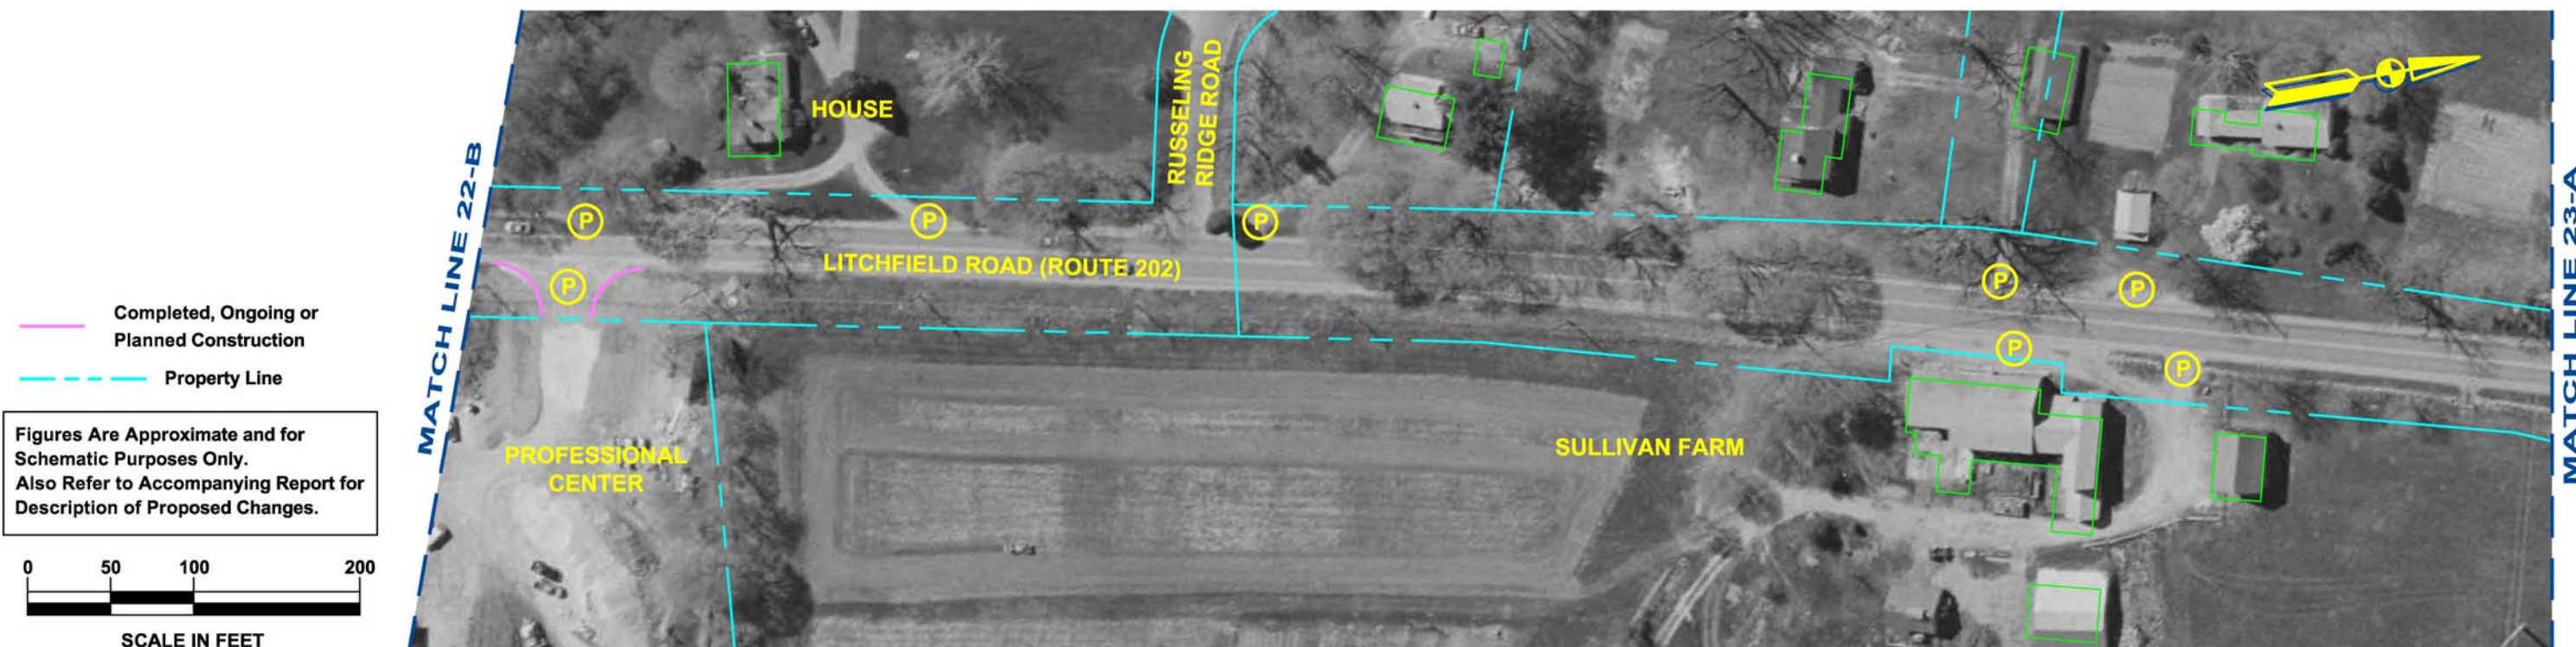 MATCH LINE 22-B
HOUSE
RUSSELING
RIDGE ROAD
P
P
P
P
LITCHFIELD ROAD (ROUTE 202)
P
P
P
P
MATCH LINE 23-A
PROFESSIONAL
CENTER
SULLIVAN FARM
Completed, Ongoing or
Planned Construction
Property Line
Figures Are Approximate and for
Schematic Purposes Only.
Also Refer to Accompanying Report for
Description of Proposed Changes.
0 50 100 200
SCALE IN FEET